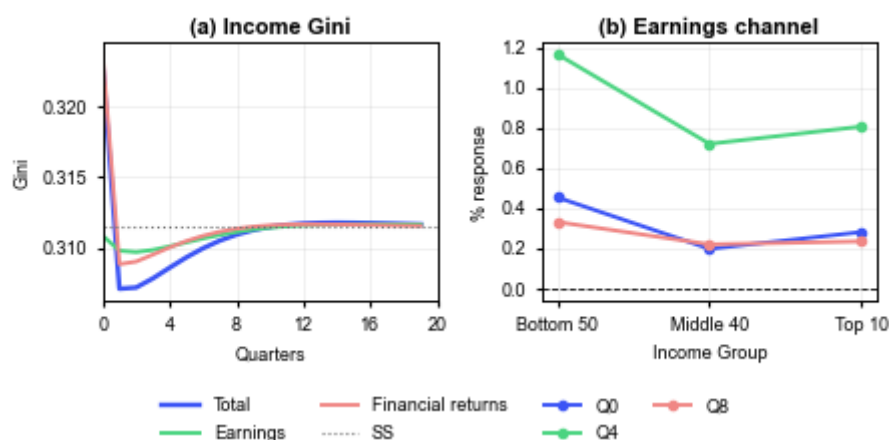 (a) Income Gini
Gini
0.320
0.315
0.310
0 4 8 12 16 20
Quarters
(b) Earnings channel
% response
1.2
1.0
0.8
0.6
0.4
0.2
0.0
Bottom 50 Middle 40 Top 10
Income Group
Total Financial returns Q0 Q8
Earnings SS Q4